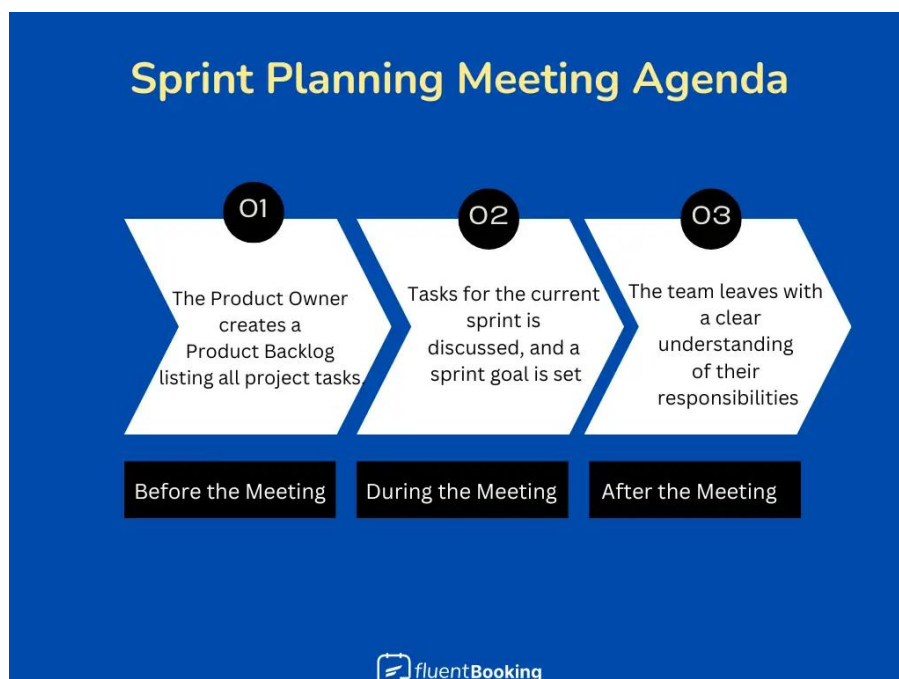 Sprint Planning Meeting Agenda
01
The Product Owner
creates a
Product Backlog
listing all project tasks.
Before the Meeting
02
Tasks for the current
sprint is
discussed, and a
sprint goal is set
During the Meeting
03
The team leaves with
a clear
understanding
of their
responsibilities
After the Meeting
fluentBooking